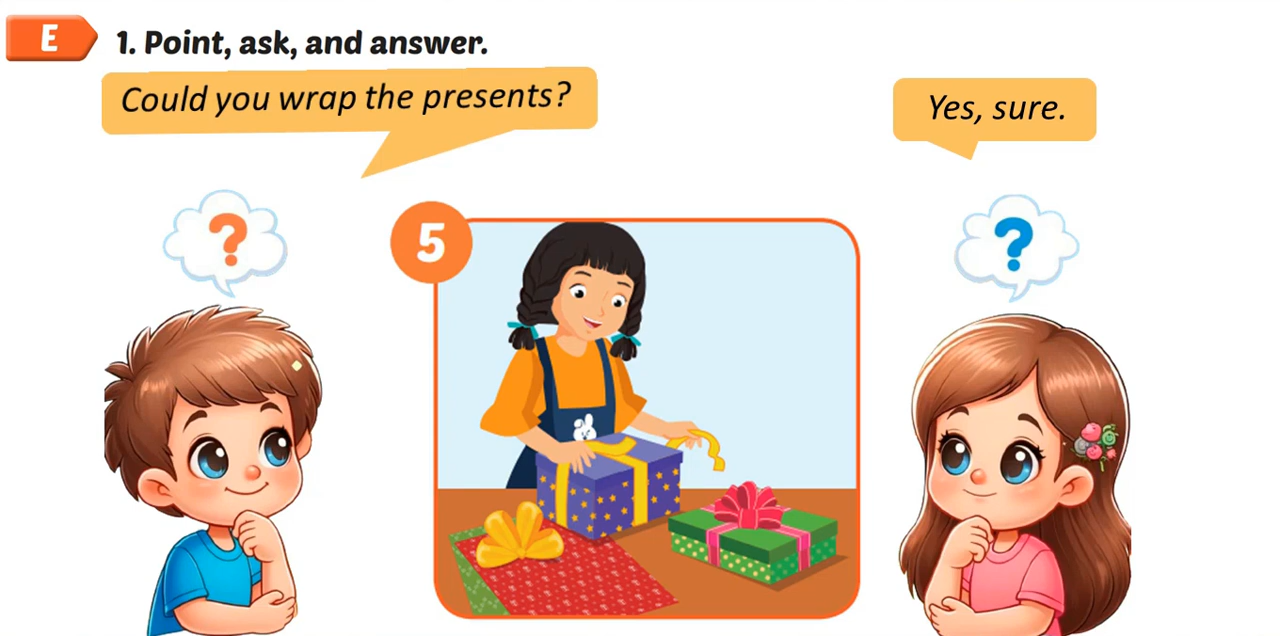 E
1. Point, ask, and answer.
Could you wrap the presents?
Yes, sure.
?
?
5